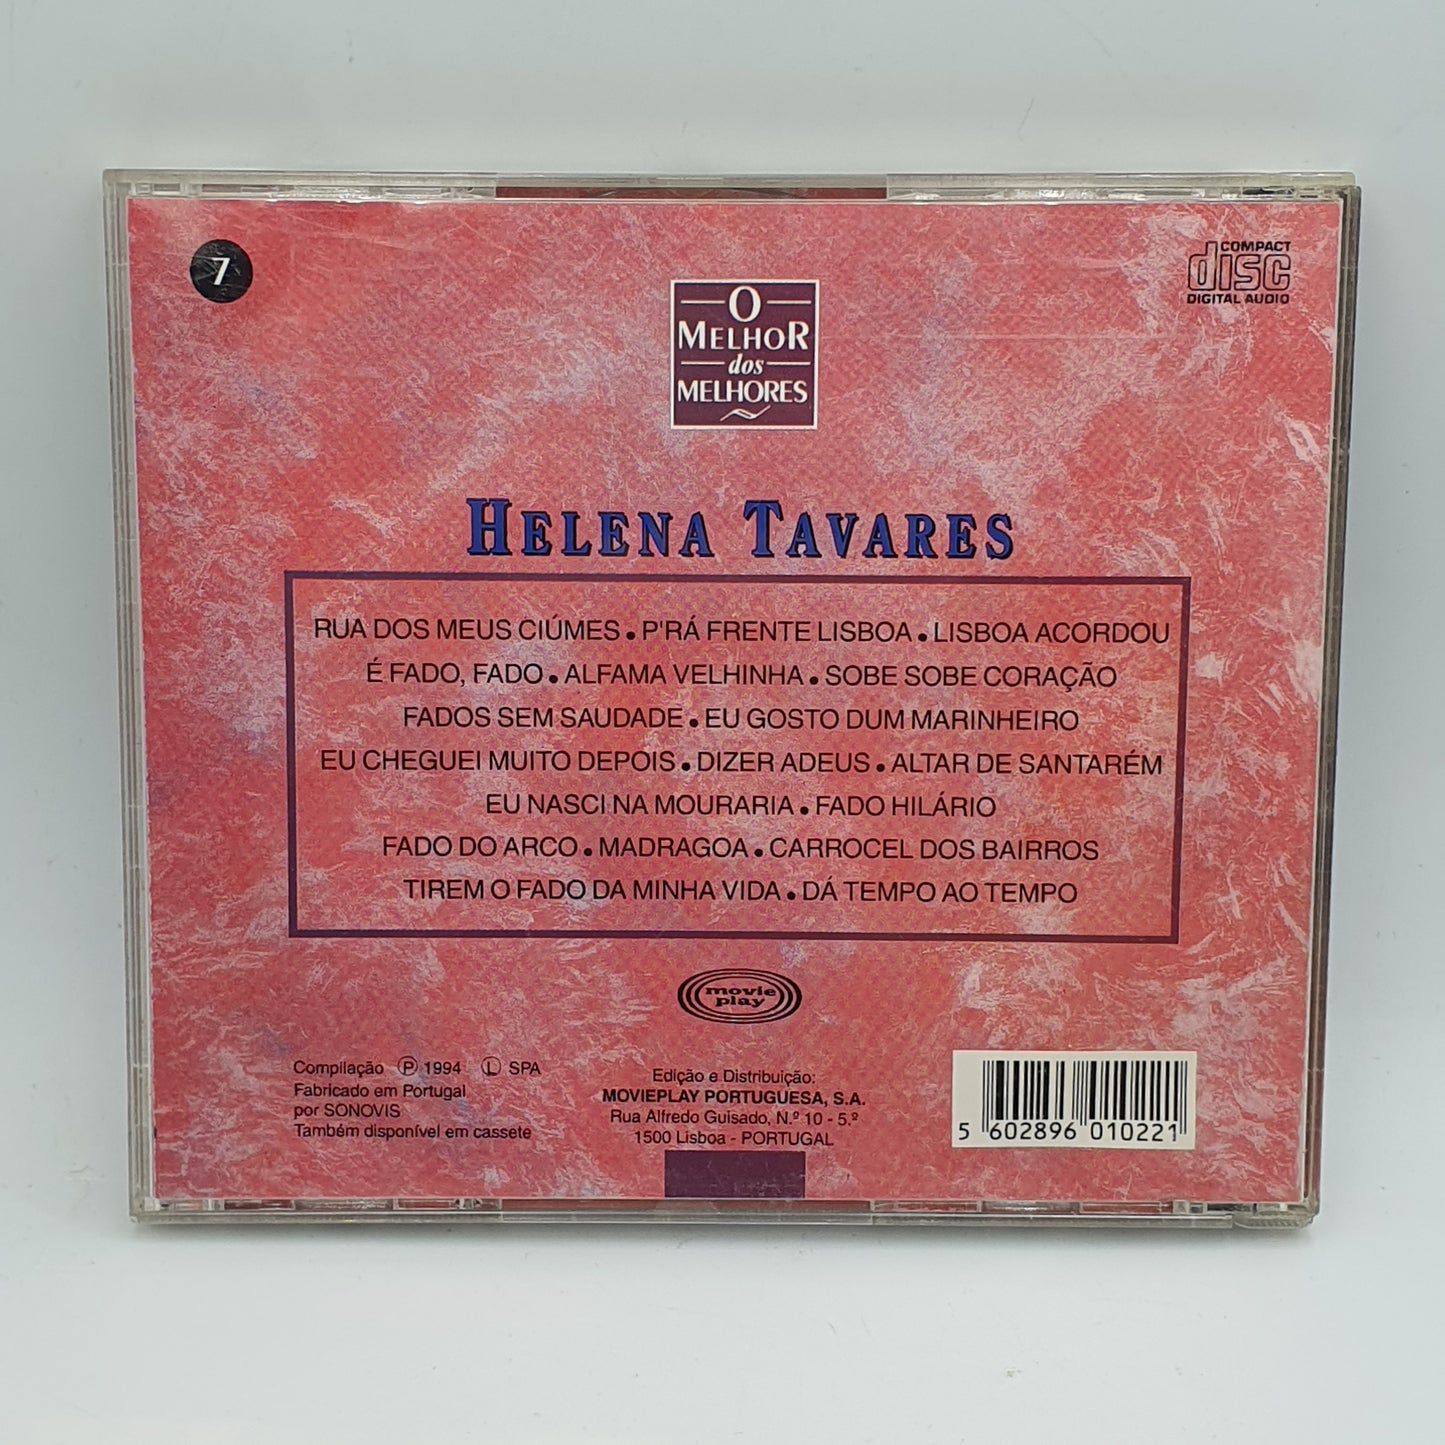 7
COMPACT
disc
DIGITAL AUDIO
O
MELHOR
dos
MELHORES
HELENA TAVARES
RUA DOS MEUS CIÚMES • P'RÁ FRENTE LISBOA • LISBOA ACORDOU
É FADO, FADO • ALFAMA VELHINHA • SOBE SOBE CORAÇÃO
FADOS SEM SAUDADE • EU GOSTO DUM MARINHEIRO
EU CHEGUEI MUITO DEPOIS • DIZER ADEUS • ALTAR DE SANTARÉM
EU NASCI NA MOURARIA • FADO HILÁRIO
FADO DO ARCO • MADRAGOA • CARROCEL DOS BAIRROS
TIREM O FADO DA MINHA VIDA • DÁ TEMPO AO TEMPO
movie
play
Compilação Ⓟ 1994 Ⓛ SPA
Fabricado em Portugal
por SONOVIS
Também disponível em cassete
Edição e Distribuição:
MOVIEPLAY PORTUGUESA, S.A.
Rua Alfredo Guisado, N.º 10 - 5.º
1500 Lisboa - PORTUGAL
5 602896 010221